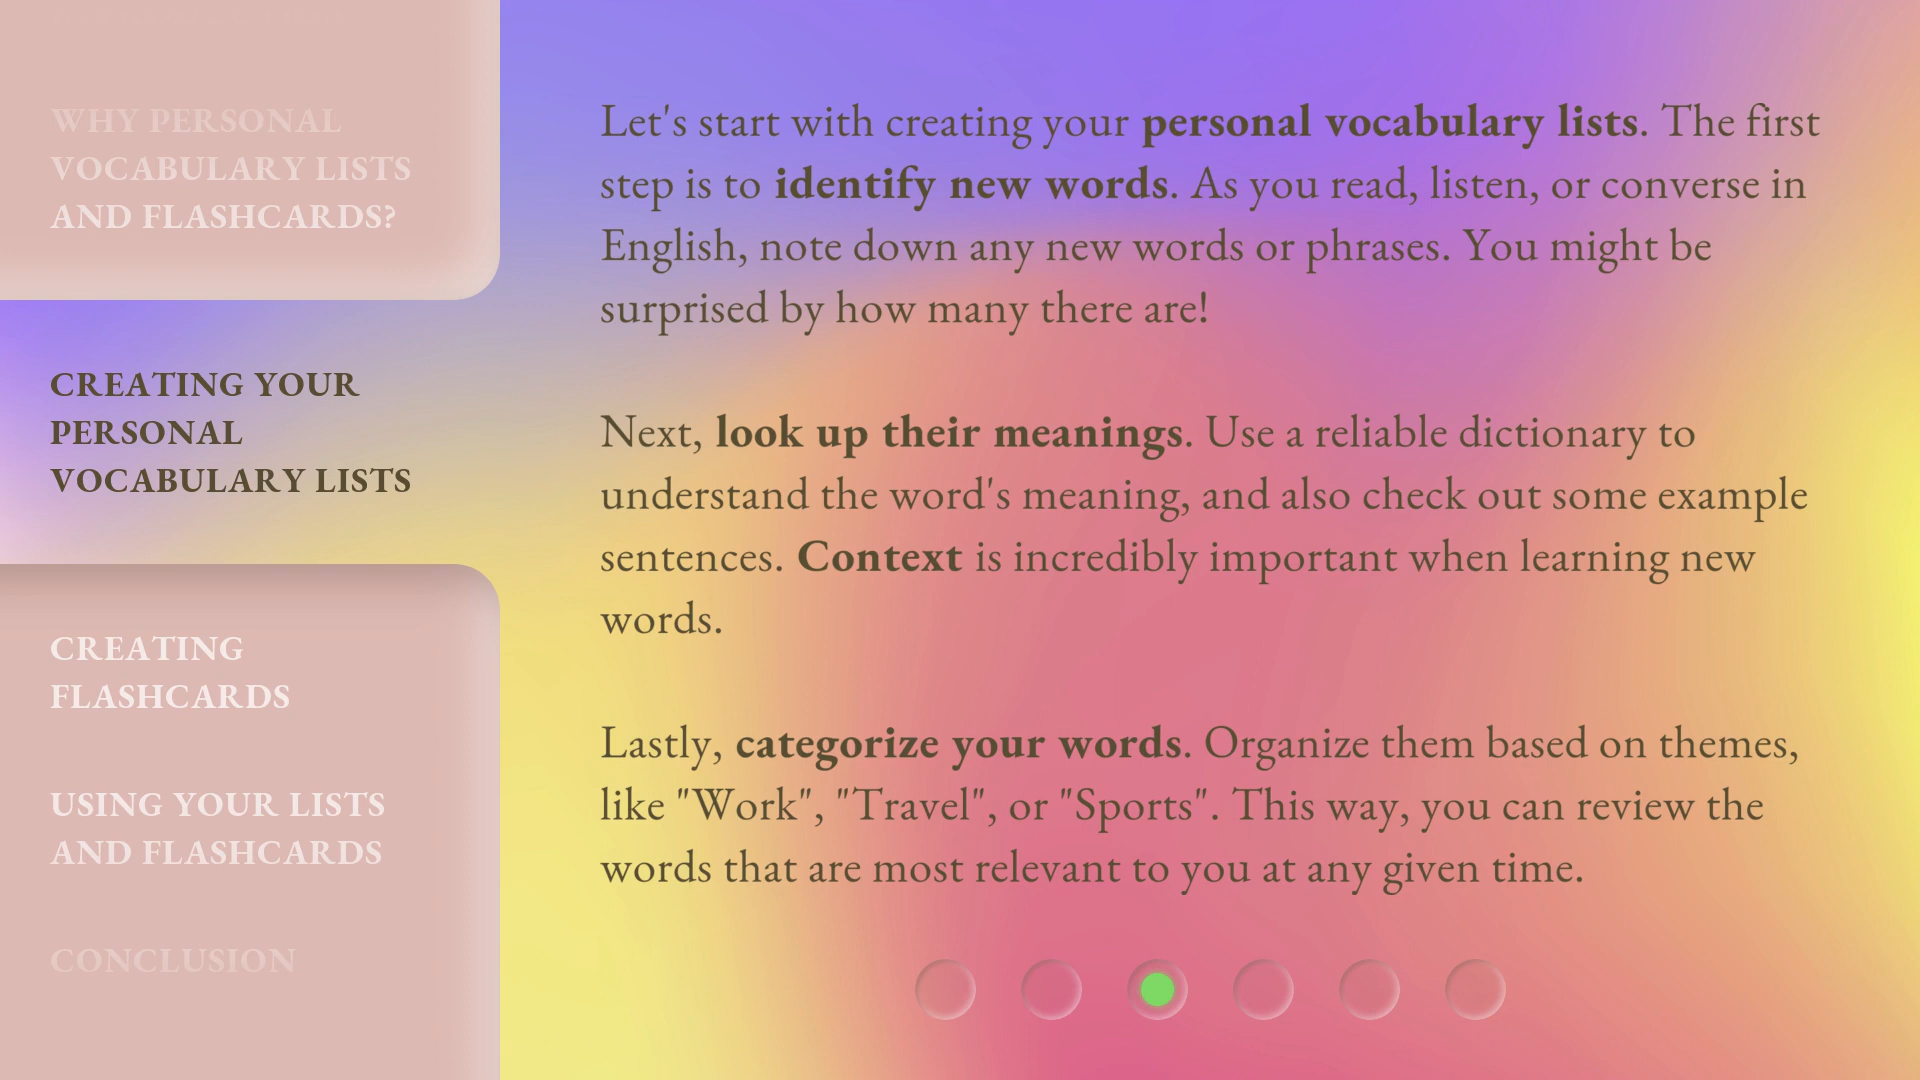 WHY PERSONAL
VOCABULARY LISTS
AND FLASHCARDS?
CREATING YOUR
PERSONAL
VOCABULARY LISTS
CREATING
FLASHCARDS
USING YOUR LISTS
AND FLASHCARDS
CONCLUSION
Let's start with creating your personal vocabulary lists. The first
step is to identify new words. As you read, listen, or converse in
English, note down any new words or phrases. You might be
surprised by how many there are!
Next, look up their meanings. Use a reliable dictionary to
understand the word's meaning, and also check out some example
sentences. Context is incredibly important when learning new
words.
Lastly, categorize your words. Organize them based on themes,
like "Work", "Travel", or "Sports". This way, you can review the
words that are most relevant to you at any given time.